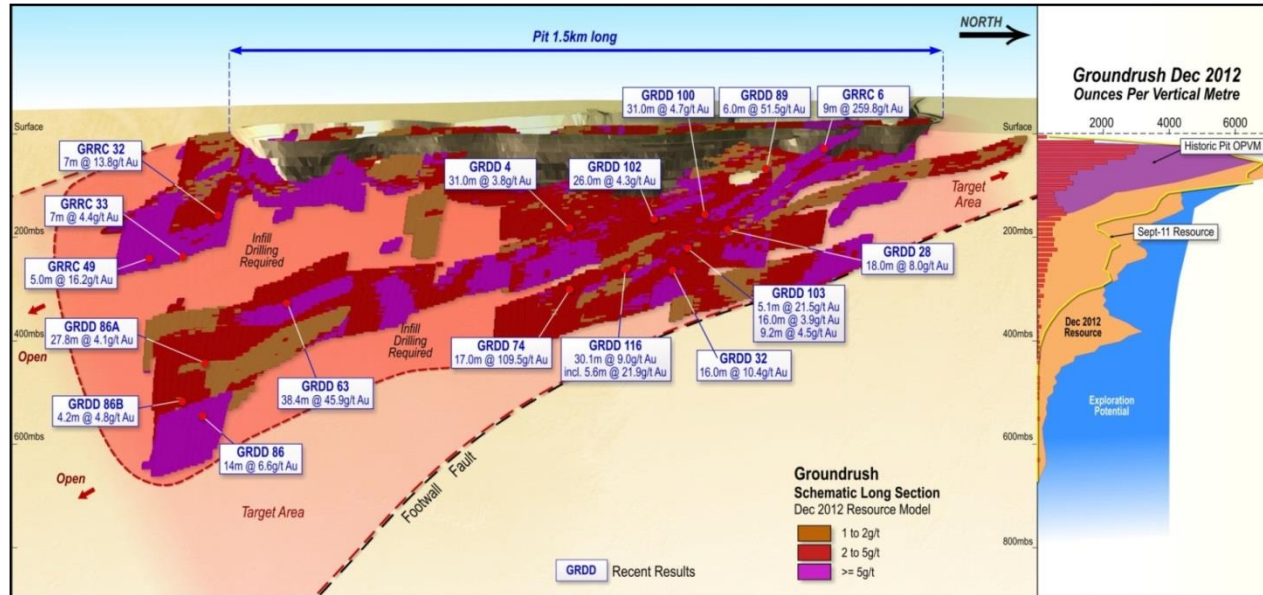 NORTH
Pit 1.5km long
Groundrush Dec 2012
Ounces Per Vertical Metre
2000
4000
6000
GRDD 100
31.0m @ 4.7g/t Au
GRDD 89
6.0m @ 51.5g/t Au
GRRC 6
9m @ 259.8g/t Au
Surface
Surface
Historic Pit OPVM
GRRC 32
7m @ 13.8g/t Au
GRDD 4
31.0m @ 3.8g/t Au
GRDD 102
26.0m @ 4.3g/t Au
Target
Area
GRRC 33
7m @ 4.4g/t Au
200mbs
Infill
Drilling
Required
200mbs
Sept-11 Resource
GRRC 49
5.0m @ 16.2g/t Au
GRDD 28
18.0m @ 8.0g/t Au
GRDD 103
5.1m @ 21.5g/t Au
16.0m @ 3.9g/t Au
9.2m @ 4.5g/t Au
GRDD 86A
27.8m @ 4.1g/t Au
400mbs
Open
Infill
Drilling
Required
GRDD 74
17.0m @ 109.5g/t Au
GRDD 116
30.1m @ 9.0g/t Au
incl. 5.6m @ 21.9g/t Au
GRDD 32
16.0m @ 10.4g/t Au
400mbs
Dec 2012
Resource
GRDD 63
38.4m @ 45.9g/t Au
GRDD 86B
4.2m @ 4.8g/t Au
Exploration
Potential
600mbs
GRDD 86
14m @ 6.6g/t Au
600mbs
Open
Target Area
Footwall Fault
Groundrush
Schematic Long Section
Dec 2012 Resource Model
1 to 2g/t
2 to 5g/t
>= 5g/t
GRDD Recent Results
800mbs